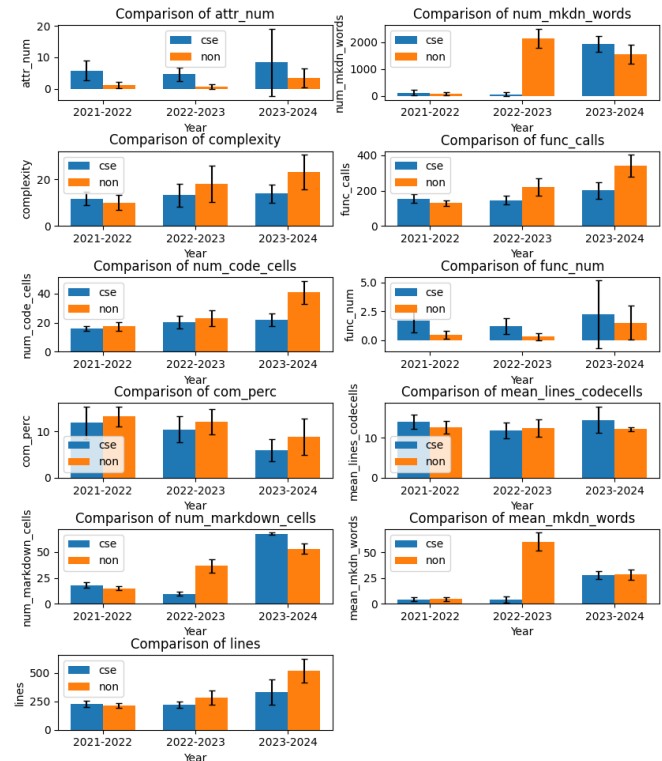 Comparison of attr_num
attr_num
20
10
0
cse
non
2021-2022
2022-2023
2023-2024
Year
Comparison of num_mkdn_words
num_mkdn_words
2000
1000
0
cse
non
2021-2022
2022-2023
2023-2024
Year
Comparison of complexity
complexity
20
0
cse
non
2021-2022
2022-2023
2023-2024
Year
Comparison of func_calls
func_calls
400
200
0
cse
non
2021-2022
2022-2023
2023-2024
Year
Comparison of num_code_cells
num_code_cells
40
20
0
cse
non
2021-2022
2022-2023
2023-2024
Year
Comparison of func_num
func_num
5.0
2.5
0.0
cse
non
2021-2022
2022-2023
2023-2024
Year
Comparison of com_perc
com_perc
10
0
cse
non
2021-2022
2022-2023
2023-2024
Year
Comparison of mean_lines_codecells
mean_lines_codecells
10
0
cse
non
2021-2022
2022-2023
2023-2024
Year
Comparison of num_markdown_cells
num_markdown_cells
50
25
0
cse
non
2021-2022
2022-2023
2023-2024
Year
Comparison of mean_mkdn_words
mean_mkdn_words
50
25
0
cse
non
2021-2022
2022-2023
2023-2024
Year
Comparison of lines
lines
500
250
0
cse
non
2021-2022
2022-2023
2023-2024
Year